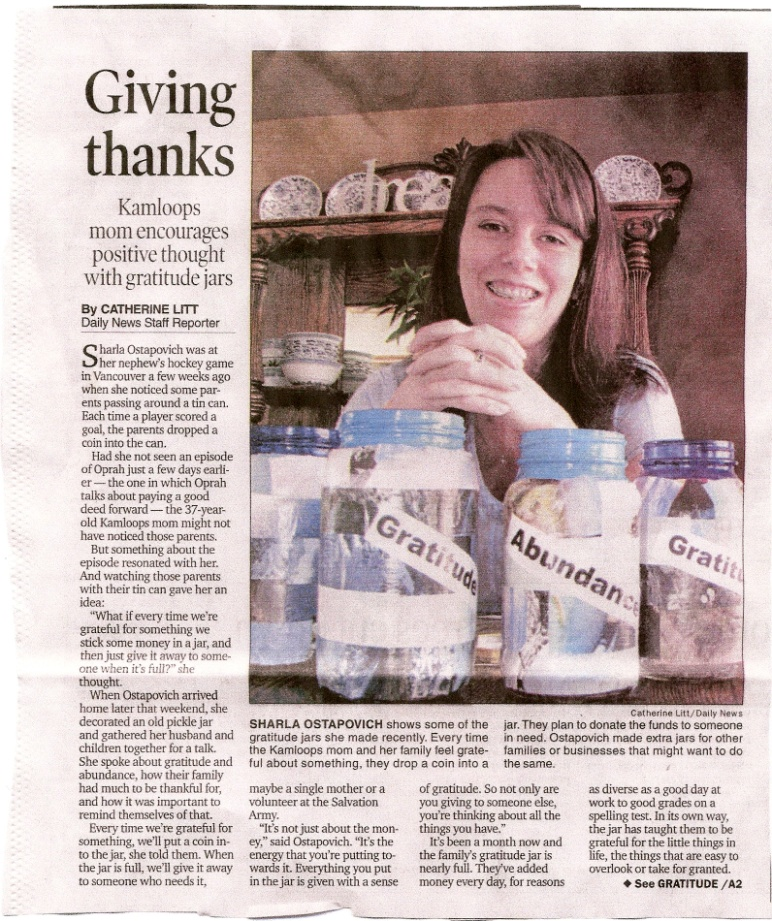 Giving
thanks
Kamloops
mom encourages
positive thought
with gratitude jars
By CATHERINE LITT
Daily News Staff Reporter
Sharla Ostapovich was at
her nephew's hockey game
in Vancouver a few weeks ago
when she noticed some par-
ents passing around a tin can.
Each time a player scored a
goal, the parents dropped a
coin into the can.
Had she not seen an episode
of Oprah just a few days earli-
er — the one in which Oprah
talks about paying a good
deed forward — the 37-year-
old Kamloops mom might not
have noticed those parents.
But something about the
episode resonated with her.
And watching those parents
with their tin can gave her an
idea:
"What if every time we're
grateful for something we
stick some money in a jar, and
then just give it away to some-
one when it's full?" she
thought.
When Ostapovich arrived
home later that weekend, she
decorated an old pickle jar
and gathered her husband and
children together for a talk.
She spoke about gratitude and
abundance, how their family
had much to be thankful for,
and how it was important to
remind themselves of that.
Every time we're grateful for
something, we'll put a coin in-
to the jar, she told them. When
the jar is full, we'll give it away
to someone who needs it,
Gratitude
Abundance
Gratitu
Catherine Litt/Daily News
SHARLA OSTAPOVICH shows some of the
gratitude jars she made recently. Every time
the Kamloops mom and her family feel grate-
ful about something, they drop a coin into a
jar. They plan to donate the funds to someone
in need. Ostapovich made extra jars for other
families or businesses that might want to do
the same.
maybe a single mother or a
volunteer at the Salvation
Army.
"It's not just about the mon-
ey," said Ostapovich. "It's the
energy that you're putting to-
wards it. Everything you put
in the jar is given with a sense
of gratitude. So not only are
you giving to someone else,
you're thinking about all the
things you have."
It's been a month now and
the family's gratitude jar is
nearly full. They've added
money every day, for reasons
as diverse as a good day at
work to good grades on a
spelling test. In its own way,
the jar has taught them to be
grateful for the little things in
life, the things that are easy to
overlook or take for granted.
◆ See GRATITUDE /A2